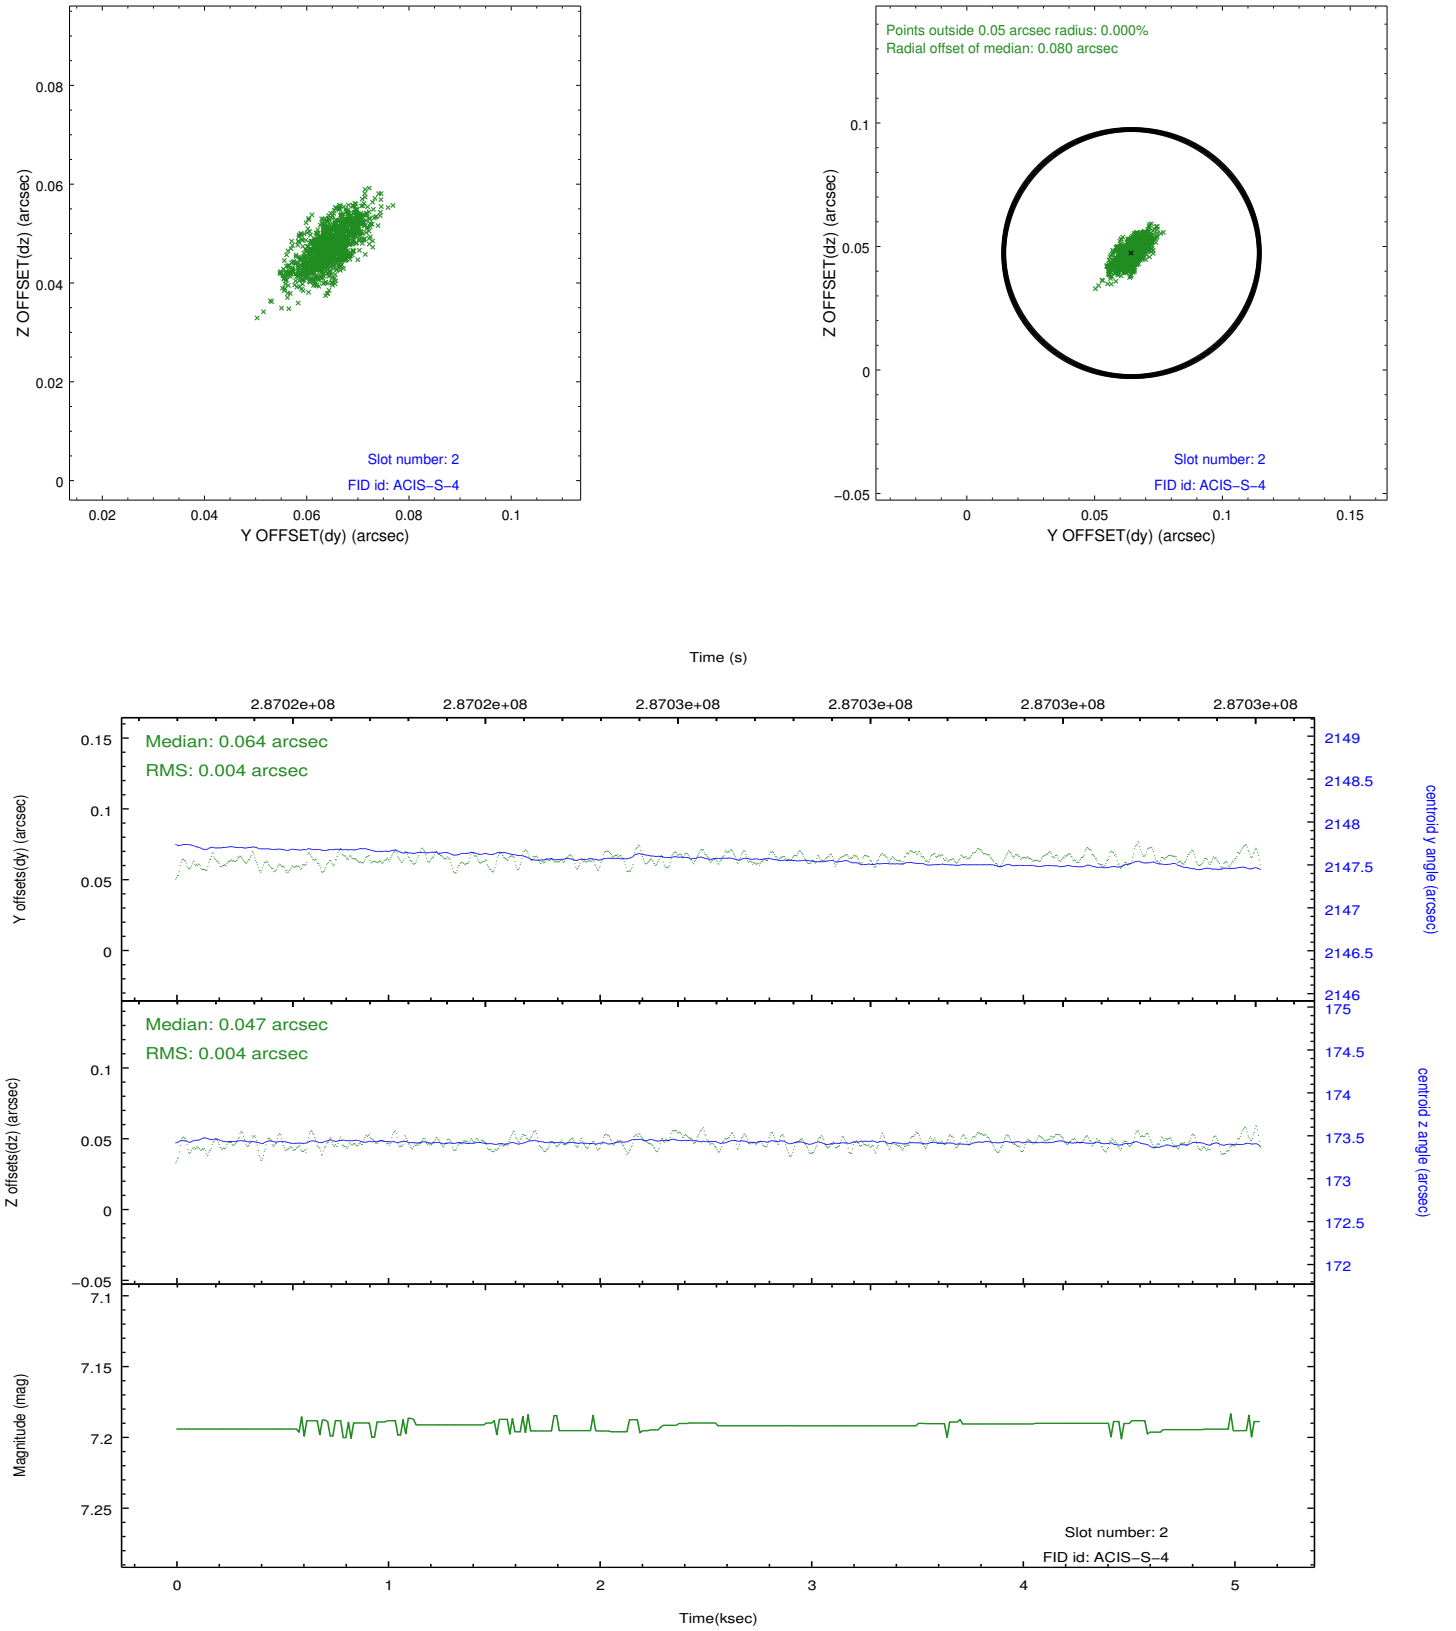 0.08
0.06
0.04
0.02
0
Z OFFSET(dz) (arcsec)
Slot number: 2
FID id: ACIS−S−4
0.02 0.04 0.06 0.08 0.1
Y OFFSET(dy) (arcsec)
Points outside 0.05 arcsec radius: 0.000%
Radial offset of median: 0.080 arcsec
0.1
0.05
0
−0.05
Z OFFSET(dz) (arcsec)
Slot number: 2
FID id: ACIS−S−4
0 0.05 0.1 0.15
Y OFFSET(dy) (arcsec)
Time (s)
2.8702e+08 2.8702e+08 2.8703e+08 2.8703e+08 2.8703e+08 2.8703e+08
Median: 0.064 arcsec
RMS: 0.004 arcsec
0.15
0.1
0.05
0
Y offsets(dy) (arcsec)
2149
2148.5
2148
2147.5
2147
2146.5
2146
centroid y angle (arcsec)
Median: 0.047 arcsec
RMS: 0.004 arcsec
0.1
0.05
0
−0.05
Z offsets(dz) (arcsec)
175
174.5
174
173.5
173
172.5
172
centroid z angle (arcsec)
7.1
7.15
7.2
7.25
Magnitude (mag)
Slot number: 2
FID id: ACIS−S−4
0 1 2 3 4 5
Time(ksec)